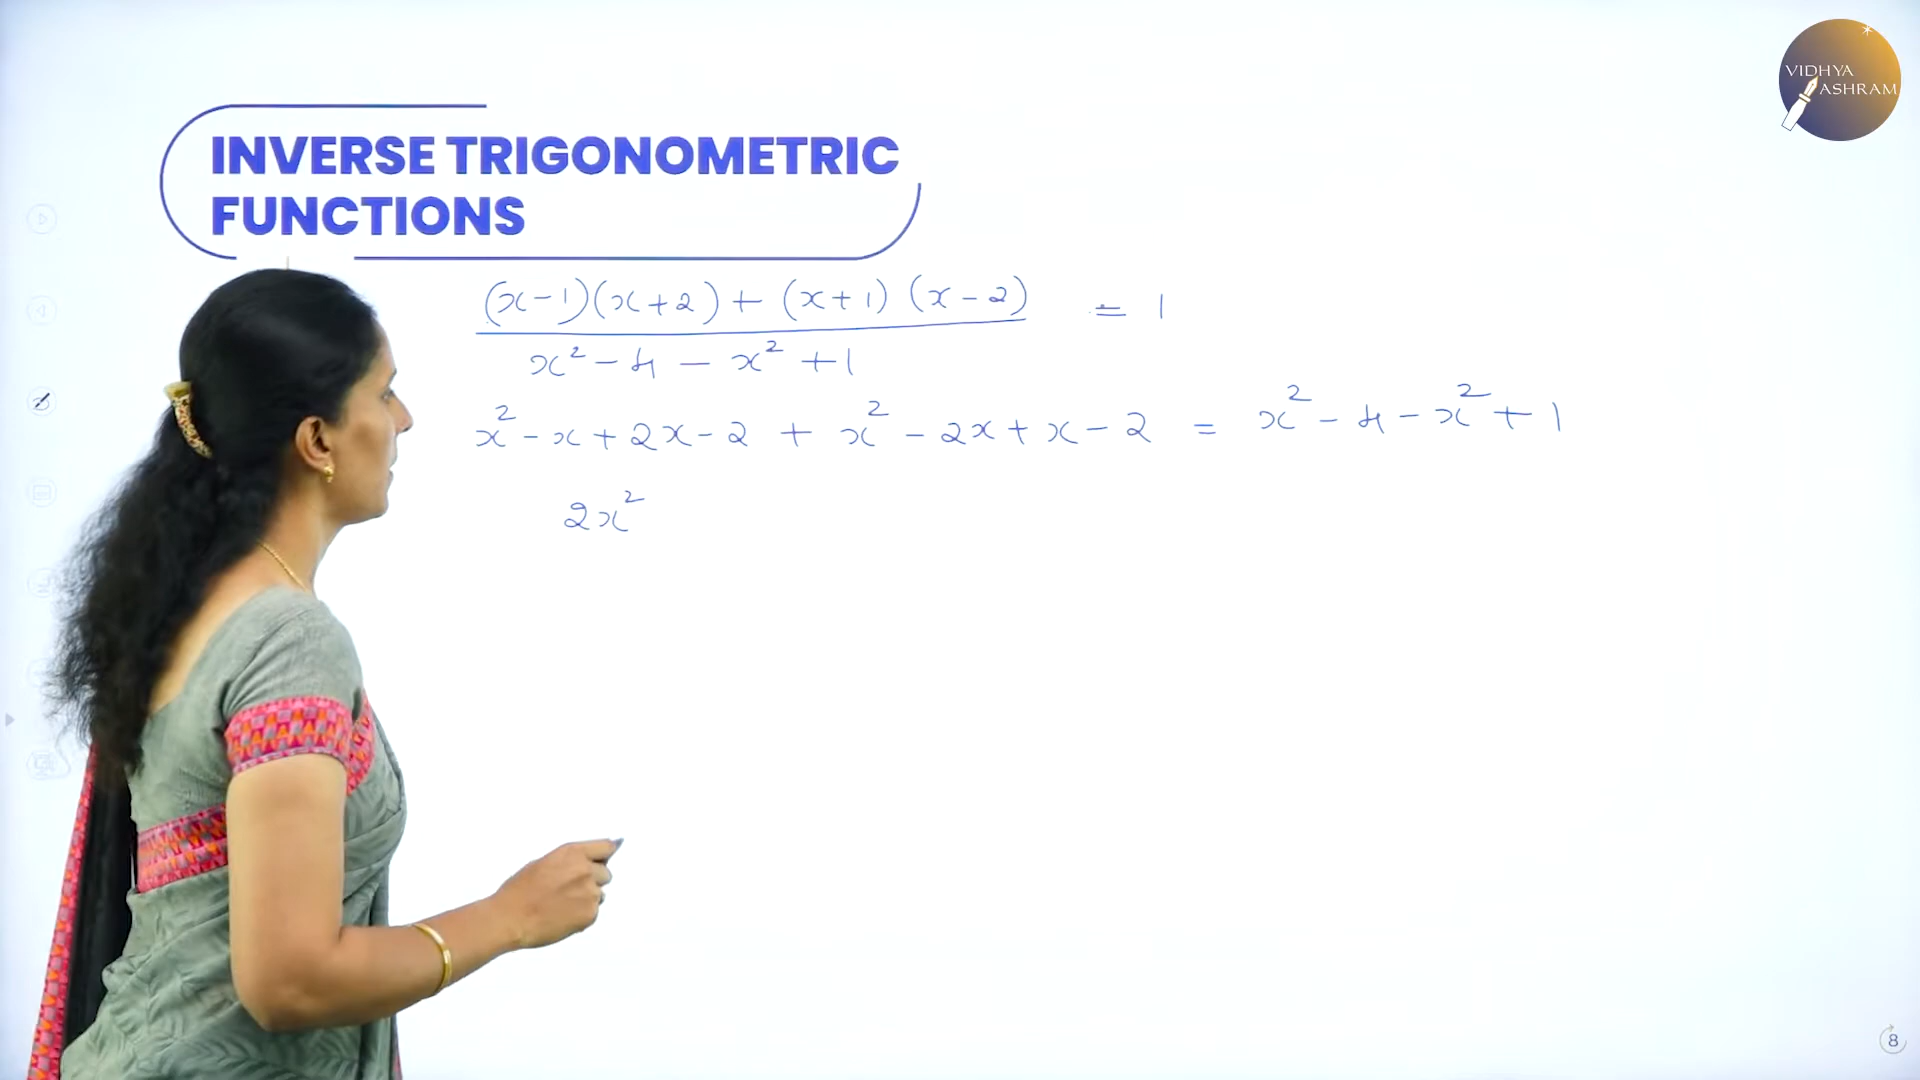 VIDHYA
ASHRAM
INVERSE TRIGONOMETRIC
FUNCTIONS
(x-1)(x+2) + (x+1) (x-2) = 1
x² - 4 - x² + 1
x² - x + 2x - 2 + x² - 2x + x - 2 = x² - 4 - x² + 1
2x²
8